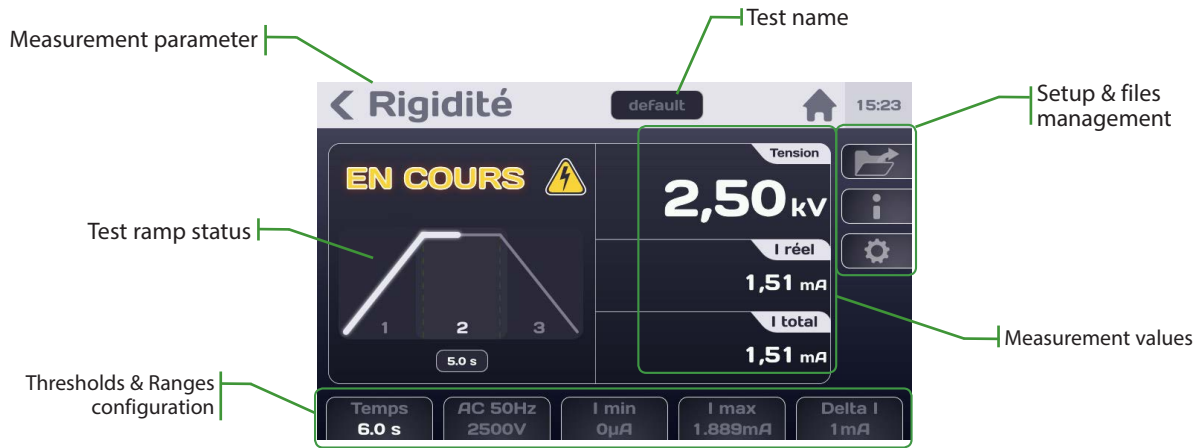 Test name
Measurement parameter
Rigidité
default
15:23
Setup & files
management
Tension
EN COURS
2,50 kV
Test ramp status
I réel
1,51 mA
1
2
3
I total
1,51 mA
5.0 s
Measurement values
Thresholds & Ranges
configuration
Temps
6.0 s
AC 50Hz
2500V
I min
0µA
I max
1.889mA
Delta I
1mA